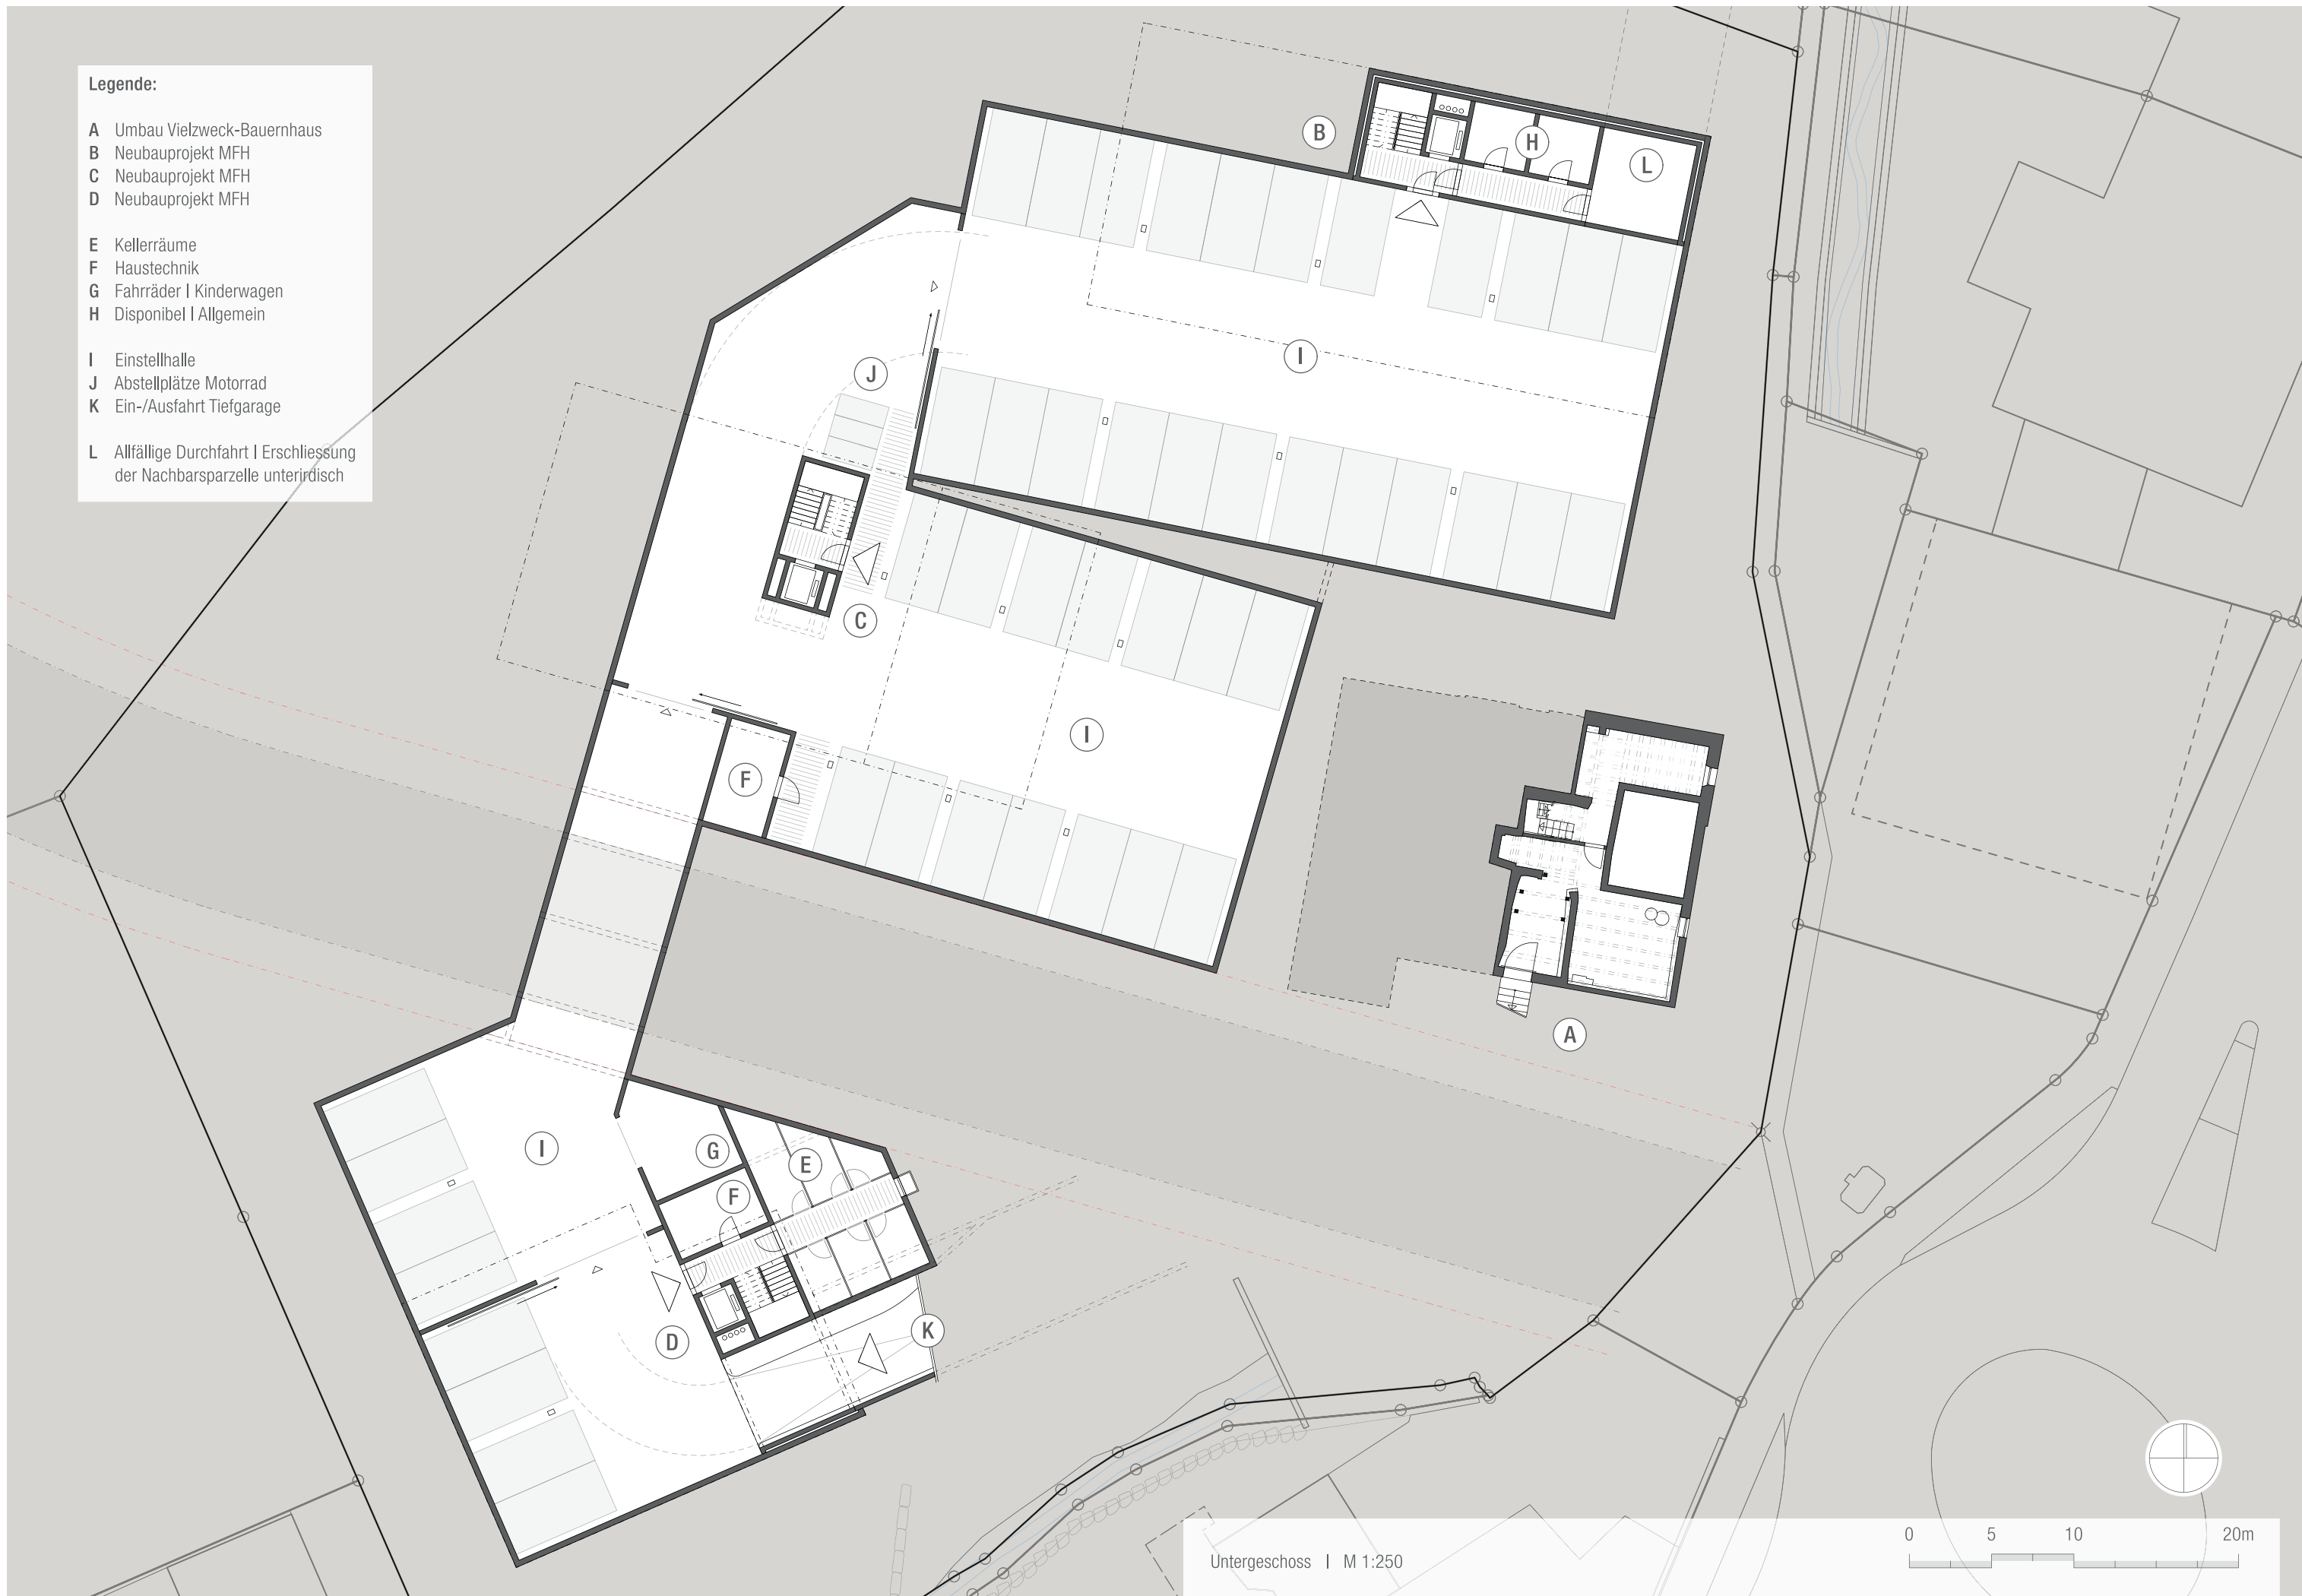 Legende:
A Umbau Vielzweck-Bauernhaus
B Neubauprojekt MFH
C Neubauprojekt MFH
D Neubauprojekt MFH
E Kellerräume
F Haustechnik
G Fahrräder | Kinderwagen
H Disponibel | Allgemein
I Einstellhalle
J Abstellplätze Motorrad
K Ein-/Ausfahrt Tiefgarage
L Allfällige Durchfahrt | Erschliessung
der Nachbarsparzelle unterirdisch
B
H
L
I
J
C
I
F
A
I
G
E
F
D
K
Untergeschoss | M 1:250
0 5 10 20m